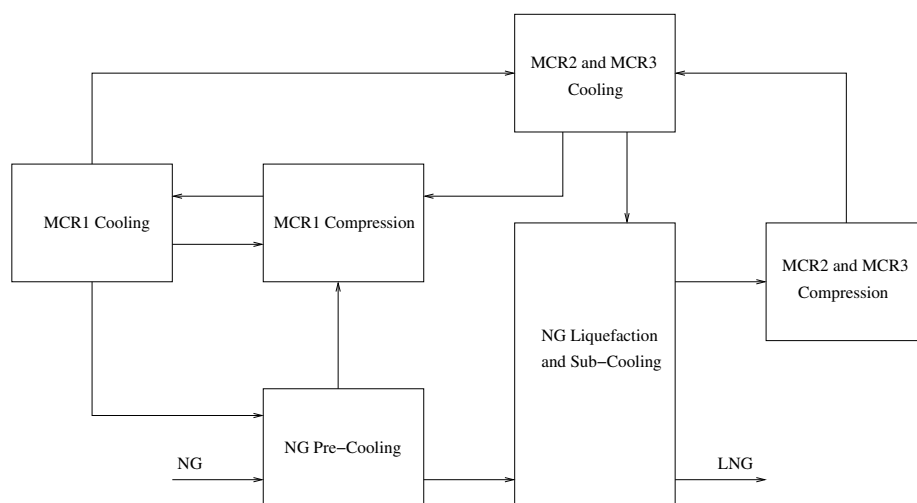 MCR2 and MCR3
Cooling
MCR1 Cooling
MCR1 Compression
MCR2 and MCR3
Compression
NG Liquefaction
and Sub−Cooling
NG Pre−Cooling
NG
LNG